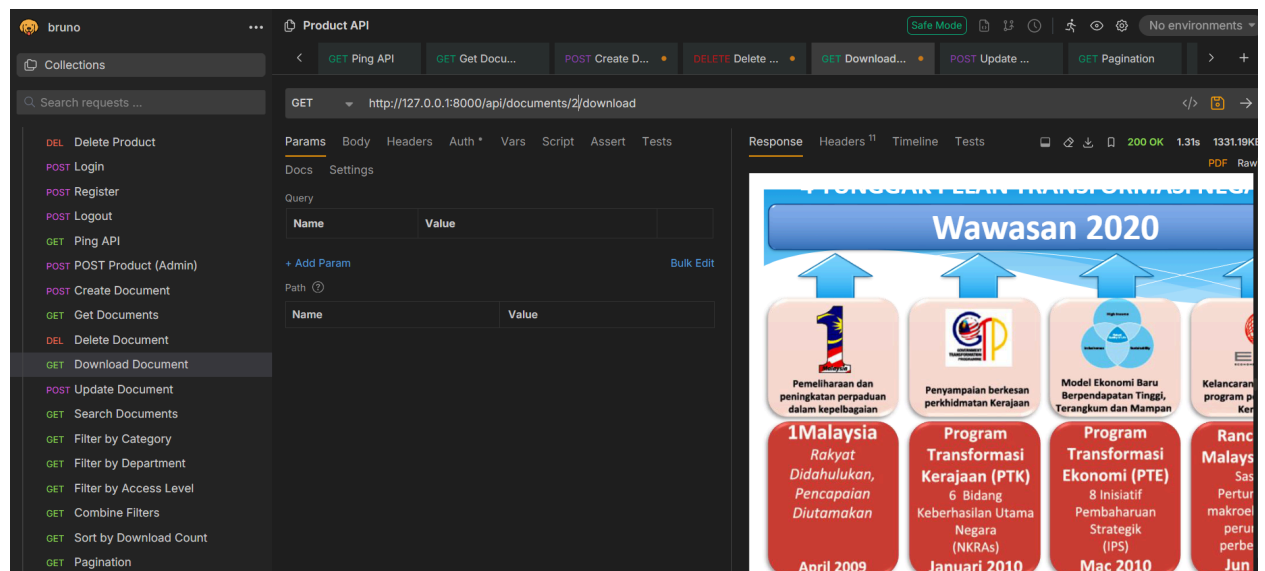 bruno
Product API
Safe Mode
No environments
Collections
GET Ping API
GET Get Docu...
POST Create D...
DELETE Delete ...
GET Download...
POST Update ...
GET Pagination
Search requests ...
GET
http://127.0.0.1:8000/api/documents/2/download
DEL Delete Product
POST Login
POST Register
POST Logout
GET Ping API
POST POST Product (Admin)
POST Create Document
GET Get Documents
DEL Delete Document
GET Download Document
POST Update Document
GET Search Documents
GET Filter by Category
GET Filter by Department
GET Filter by Access Level
GET Combine Filters
GET Sort by Download Count
GET Pagination
Params Body Headers Auth Vars Script Assert Tests
Docs Settings
Query
Name Value
+ Add Param Bulk Edit
Path
Name Value
Response Headers 11 Timeline Tests
200 OK 1.31s 1331.19KB
PDF Raw
Wawasan 2020
Pemeliharaan dan
peningkatan perpaduan
dalam kepelbagaian
Penyampaian berkesan
perkhidmatan Kerajaan
Model Ekonomi Baru
Berpendapatan Tinggi,
Terangkum dan Mampan
Kelancaran
program
1Malaysia
Rakyat
Didahulukan,
Pencapaian
Diutamakan
April 2009
Program
Transformasi
Kerajaan (PTK)
6 Bidang
Keberhasilan Utama
Negara
(NKRAs)
Januari 2010
Program
Transformasi
Ekonomi (PTE)
8 Inisiatif
Pembaharuan
Strategik
(IPS)
Mac 2010
Jun